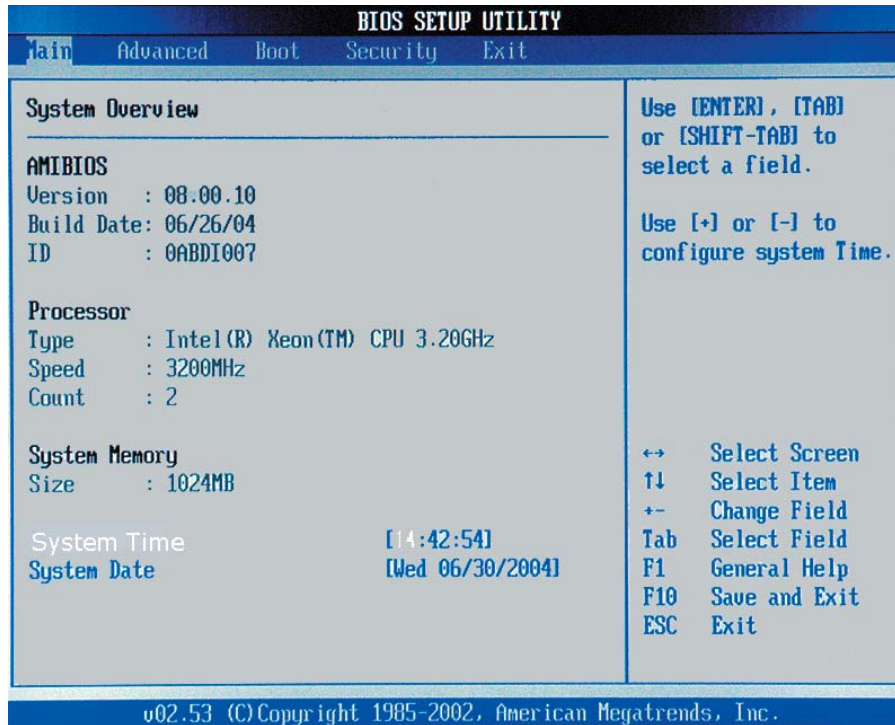 BIOS SETUP UTILITY
Main Advanced Boot Security Exit
System Overview
AMIBIOS
Version : 08.00.10
Build Date: 06/26/04
ID : 0ABDI007
Processor
Type : Intel(R) Xeon(TM) CPU 3.20GHz
Speed : 3200MHz
Count : 2
System Memory
Size : 1024MB
System Time [14:42:54]
System Date [Wed 06/30/2004]
Use [ENTER], [TAB]
or [SHIFT-TAB] to
select a field.
Use [+] or [-] to
configure system Time.
↔ Select Screen
↑↓ Select Item
+- Change Field
Tab Select Field
F1 General Help
F10 Save and Exit
ESC Exit
v02.53 (C)Copyright 1985-2002, American Megatrends, Inc.